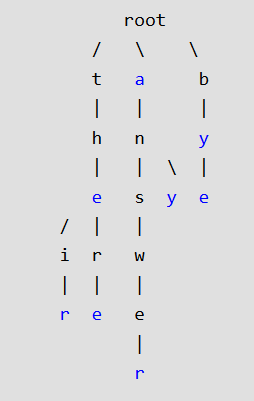 root
/ \ \
t a b
| | |
h n y
| | \ |
e s y e
/ | |
i r w
| | |
r e e
|
r